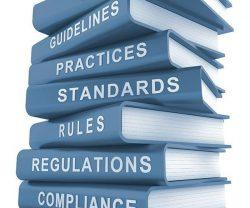 GUIDELINES
PRACTICES
STANDARDS
RULES
REGULATIONS
COMPLIANCE